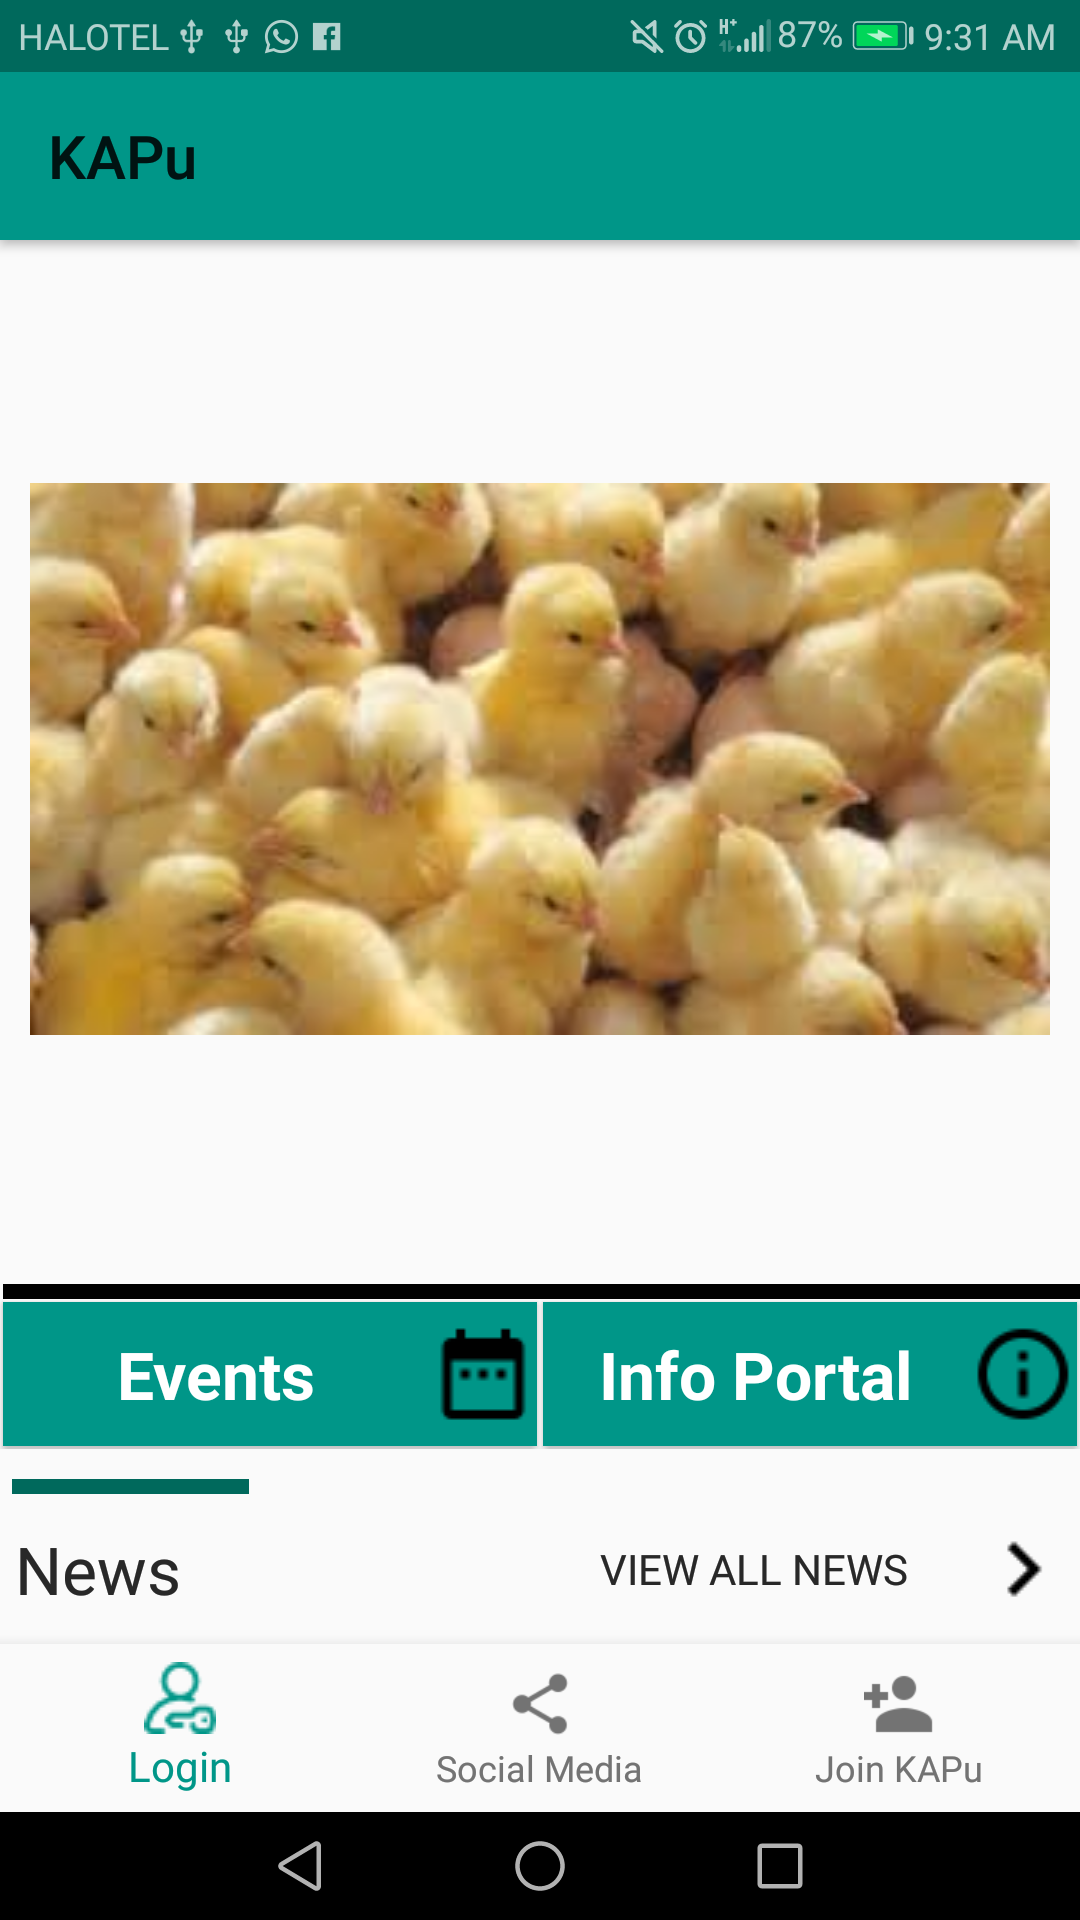 HALOTEL 87% 9:31 AM
KAPu
Events Info Portal
News VIEW ALL NEWS
Login Social Media Join KAPu